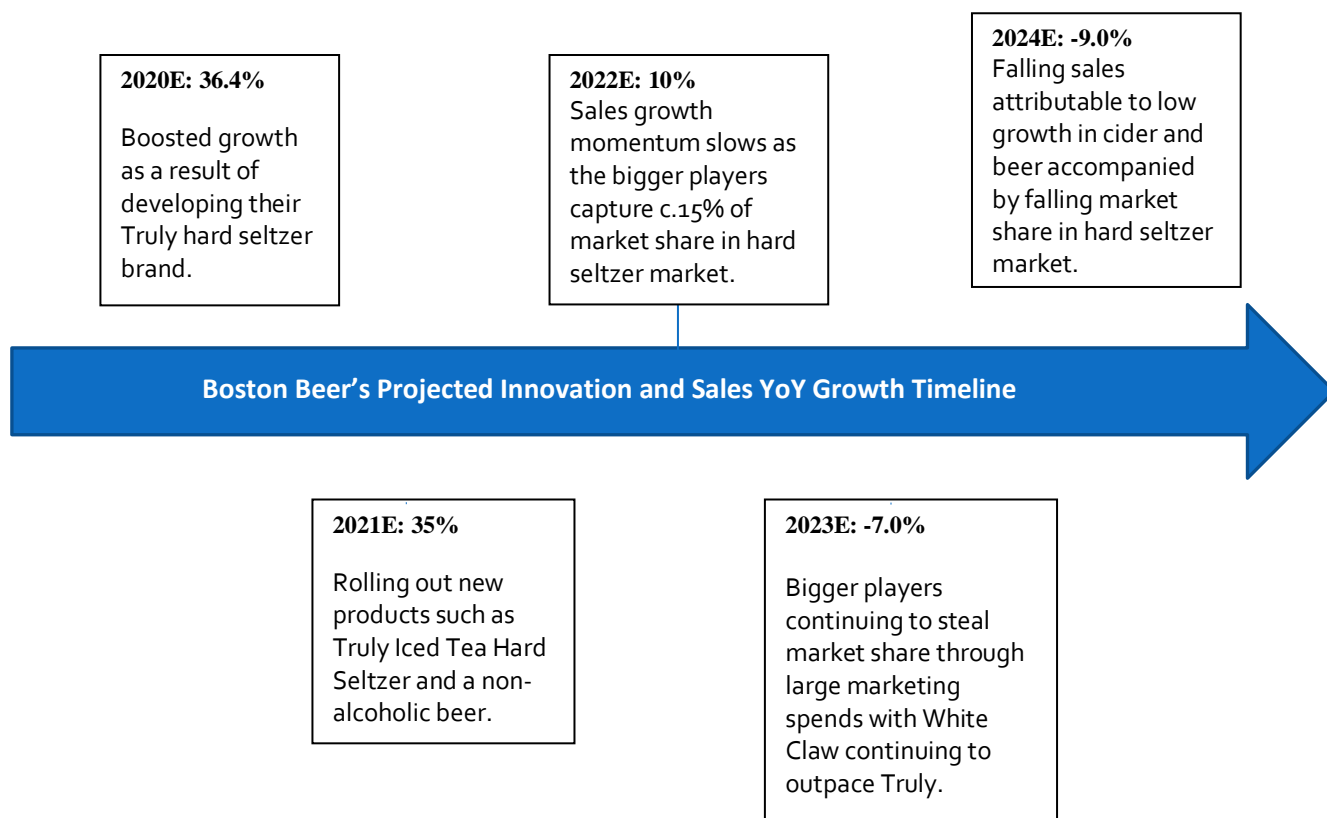 2020E: 36.4%
Boosted growth
as a result of
developing their
Truly hard seltzer
brand.
2022E: 10%
Sales growth
momentum slows as
the bigger players
capture c.15% of
market share in hard
seltzer market.
2024E: -9.0%
Falling sales
attributable to low
growth in cider and
beer accompanied
by falling market
share in hard seltzer
market.
Boston Beer’s Projected Innovation and Sales YoY Growth Timeline
2021E: 35%
Rolling out new
products such as
Truly Iced Tea Hard
Seltzer and a non-
alcoholic beer.
2023E: -7.0%
Bigger players
continuing to steal
market share through
large marketing
spends with White
Claw continuing to
outpace Truly.